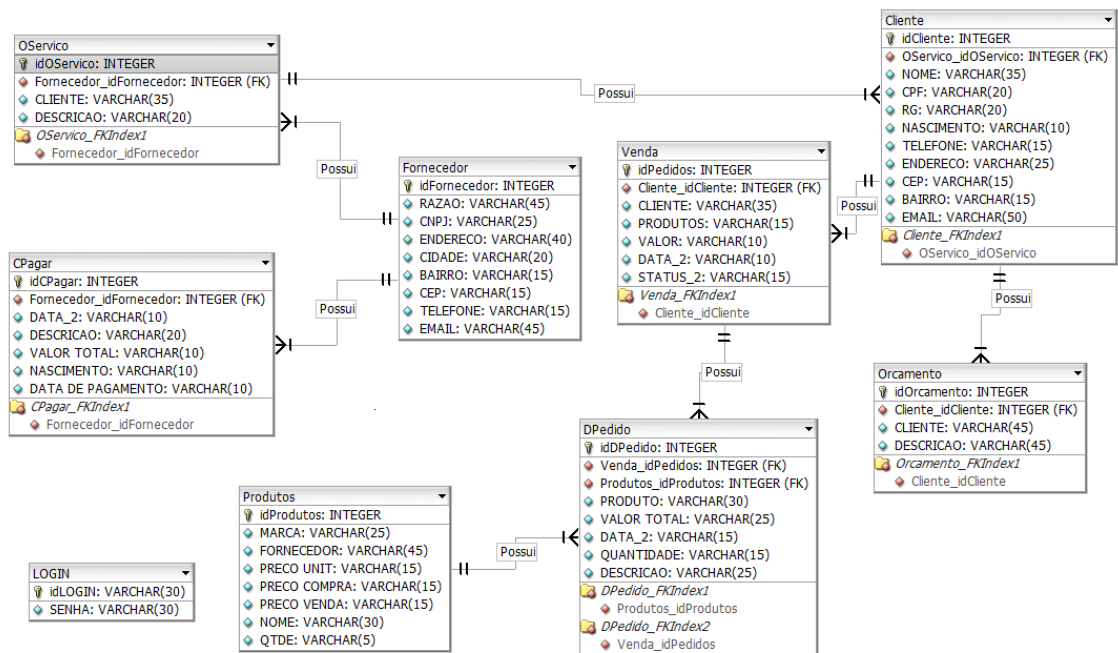 OServico
idOServico: INTEGER
Fornecedor_idFornecedor: INTEGER (FK)
CLIENTE: VARCHAR(35)
DESCRICAO: VARCHAR(20)
OServico_FKIndex1
Fornecedor_idFornecedor
Possui
Cliente
idCliente: INTEGER
OServico_idOServico: INTEGER (FK)
NOME: VARCHAR(35)
CPF: VARCHAR(20)
RG: VARCHAR(20)
NASCIMENTO: VARCHAR(10)
TELEFONE: VARCHAR(15)
ENDERECO: VARCHAR(25)
CEP: VARCHAR(15)
BAIRRO: VARCHAR(15)
EMAIL: VARCHAR(50)
Cliente_FKIndex1
OServico_idOServico
Possui
Fornecedor
idFornecedor: INTEGER
RAZAO: VARCHAR(45)
CNPJ: VARCHAR(25)
ENDERECO: VARCHAR(40)
CIDADE: VARCHAR(20)
BAIRRO: VARCHAR(15)
CEP: VARCHAR(15)
TELEFONE: VARCHAR(15)
EMAIL: VARCHAR(45)
Venda
idPedidos: INTEGER
Cliente_idCliente: INTEGER (FK)
CLIENTE: VARCHAR(35)
PRODUTOS: VARCHAR(15)
VALOR: VARCHAR(10)
DATA_2: VARCHAR(10)
STATUS_2: VARCHAR(15)
Venda_FKIndex1
Cliente_idCliente
Possui
CPagar
idCPagar: INTEGER
Fornecedor_idFornecedor: INTEGER (FK)
DATA_2: VARCHAR(10)
DESCRICAO: VARCHAR(20)
VALOR TOTAL: VARCHAR(10)
NASCIMENTO: VARCHAR(10)
DATA DE PAGAMENTO: VARCHAR(10)
CPagar_FKIndex1
Fornecedor_idFornecedor
Possui
Possui
Possui
Orcamento
idOrcamento: INTEGER
Cliente_idCliente: INTEGER (FK)
CLIENTE: VARCHAR(45)
DESCRICAO: VARCHAR(45)
Orcamento_FKIndex1
Cliente_idCliente
DPedido
idDPedido: INTEGER
Venda_idPedidos: INTEGER (FK)
Produtos_idProdutos: INTEGER (FK)
PRODUTO: VARCHAR(30)
VALOR TOTAL: VARCHAR(25)
DATA_2: VARCHAR(15)
QUANTIDADE: VARCHAR(15)
DESCRICAO: VARCHAR(25)
DPedido_FKIndex1
Produtos_idProdutos
DPedido_FKIndex2
Venda_idPedidos
Produtos
idProdutos: INTEGER
MARCA: VARCHAR(25)
FORNECEDOR: VARCHAR(45)
PRECO UNIT: VARCHAR(15)
PRECO COMPRA: VARCHAR(15)
PRECO VENDA: VARCHAR(15)
NOME: VARCHAR(30)
QTDE: VARCHAR(5)
Possui
LOGIN
idLOGIN: VARCHAR(30)
SENHA: VARCHAR(30)